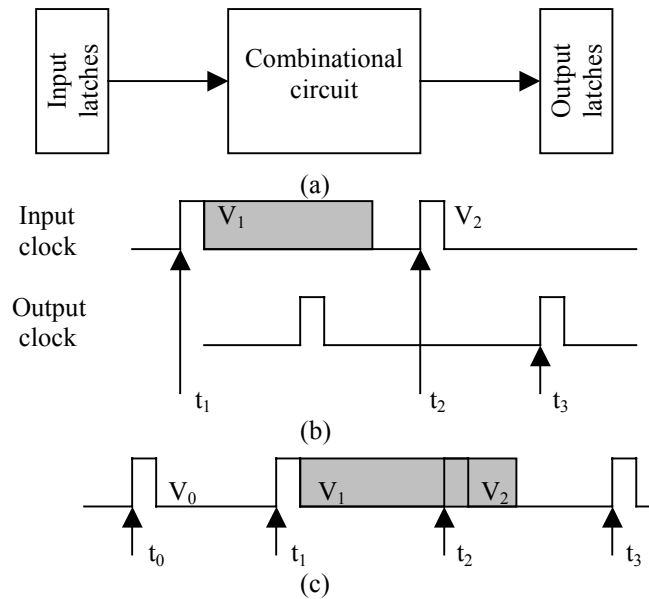 Input latches
Combinational circuit
Output latches
(a)
Input clock
V₁
V₂
Output clock
t₁
t₂
t₃
(b)
V₀
V₁
V₂
t₀
t₁
t₂
t₃
(c)